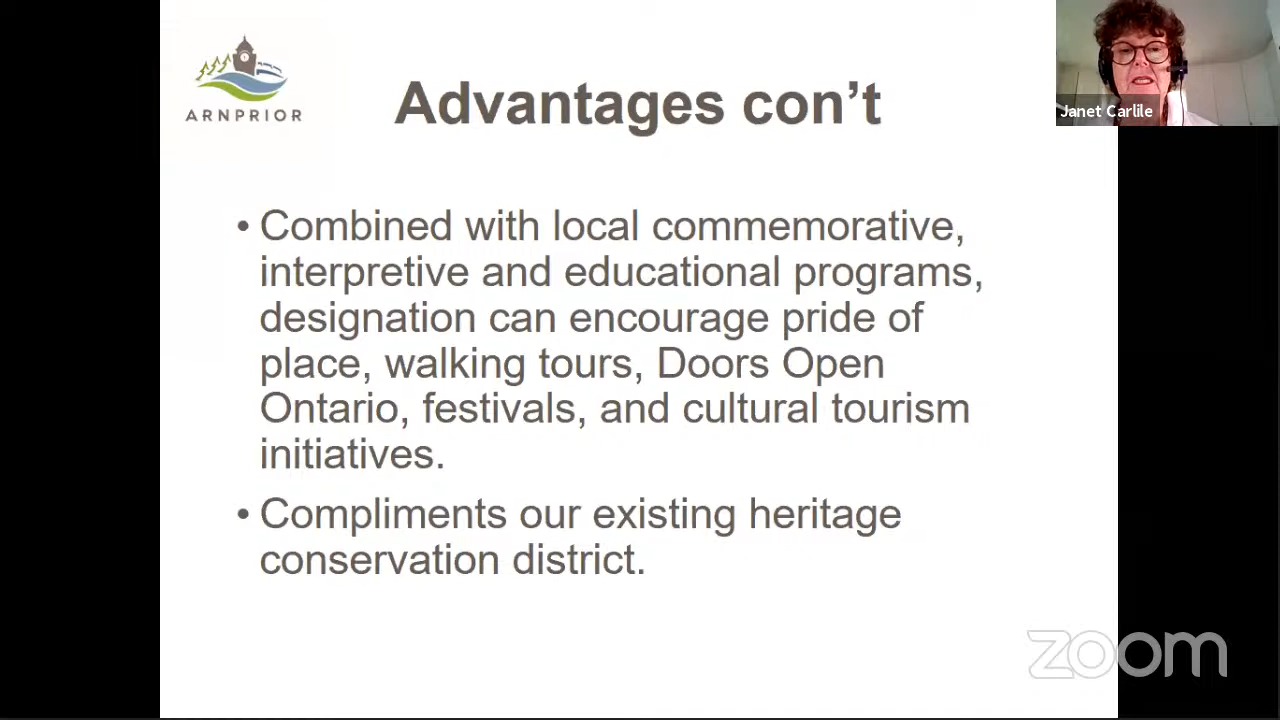 ARNPRIOR
Advantages con’t
Janet Carlile
• Combined with local commemorative,
interpretive and educational programs,
designation can encourage pride of
place, walking tours, Doors Open
Ontario, festivals, and cultural tourism
initiatives.
• Compliments our existing heritage
conservation district.
zoom